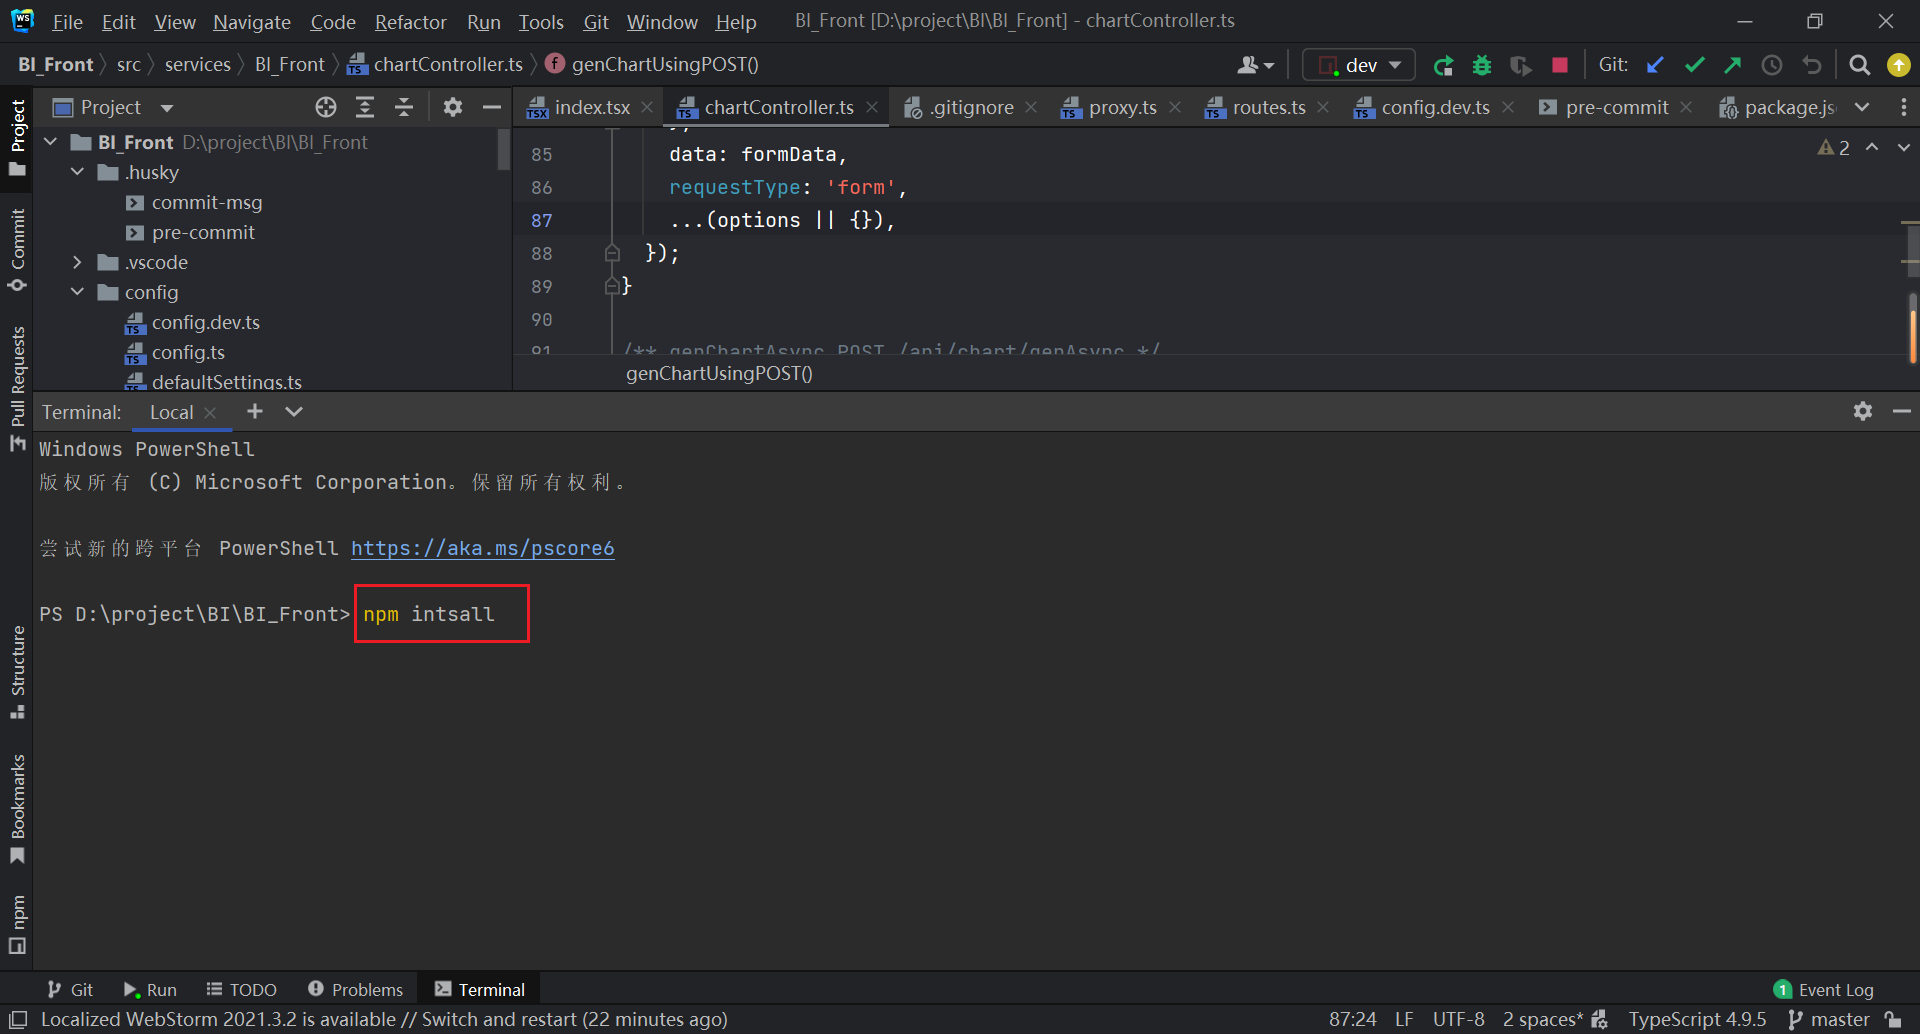 File Edit View Navigate Code Refactor Run Tools Git Window Help BI_Front [D:\project\BI\BI_Front] - chartController.ts
BI_Front src services BI_Front chartController.ts genChartUsingPOST() dev Git:
Project index.tsx chartController.ts .gitignore proxy.ts routes.ts config.dev.ts pre-commit package.js
BI_Front D:\project\BI\BI_Front
.husky
commit-msg
pre-commit
.vscode
config
config.dev.ts
config.ts
defaultSettings.ts
85 data: formData,
86 requestType: 'form',
87 ...(options || {}),
88 });
89 }
90
91 /** genChartAsync POST /api/chart/genAsync */
genChartUsingPOST()
2
Project
Commit
Pull Requests
Structure
Bookmarks
npm
Terminal: Local
Windows PowerShell
版权所有 (C) Microsoft Corporation。保留所有权利。
尝试新的跨平台 PowerShell https://aka.ms/pscore6
PS D:\project\BI\BI_Front> npm intsall
Git Run TODO Problems Terminal 1 Event Log
Localized WebStorm 2021.3.2 is available // Switch and restart (22 minutes ago) 87:24 LF UTF-8 2 spaces* TypeScript 4.9.5 master